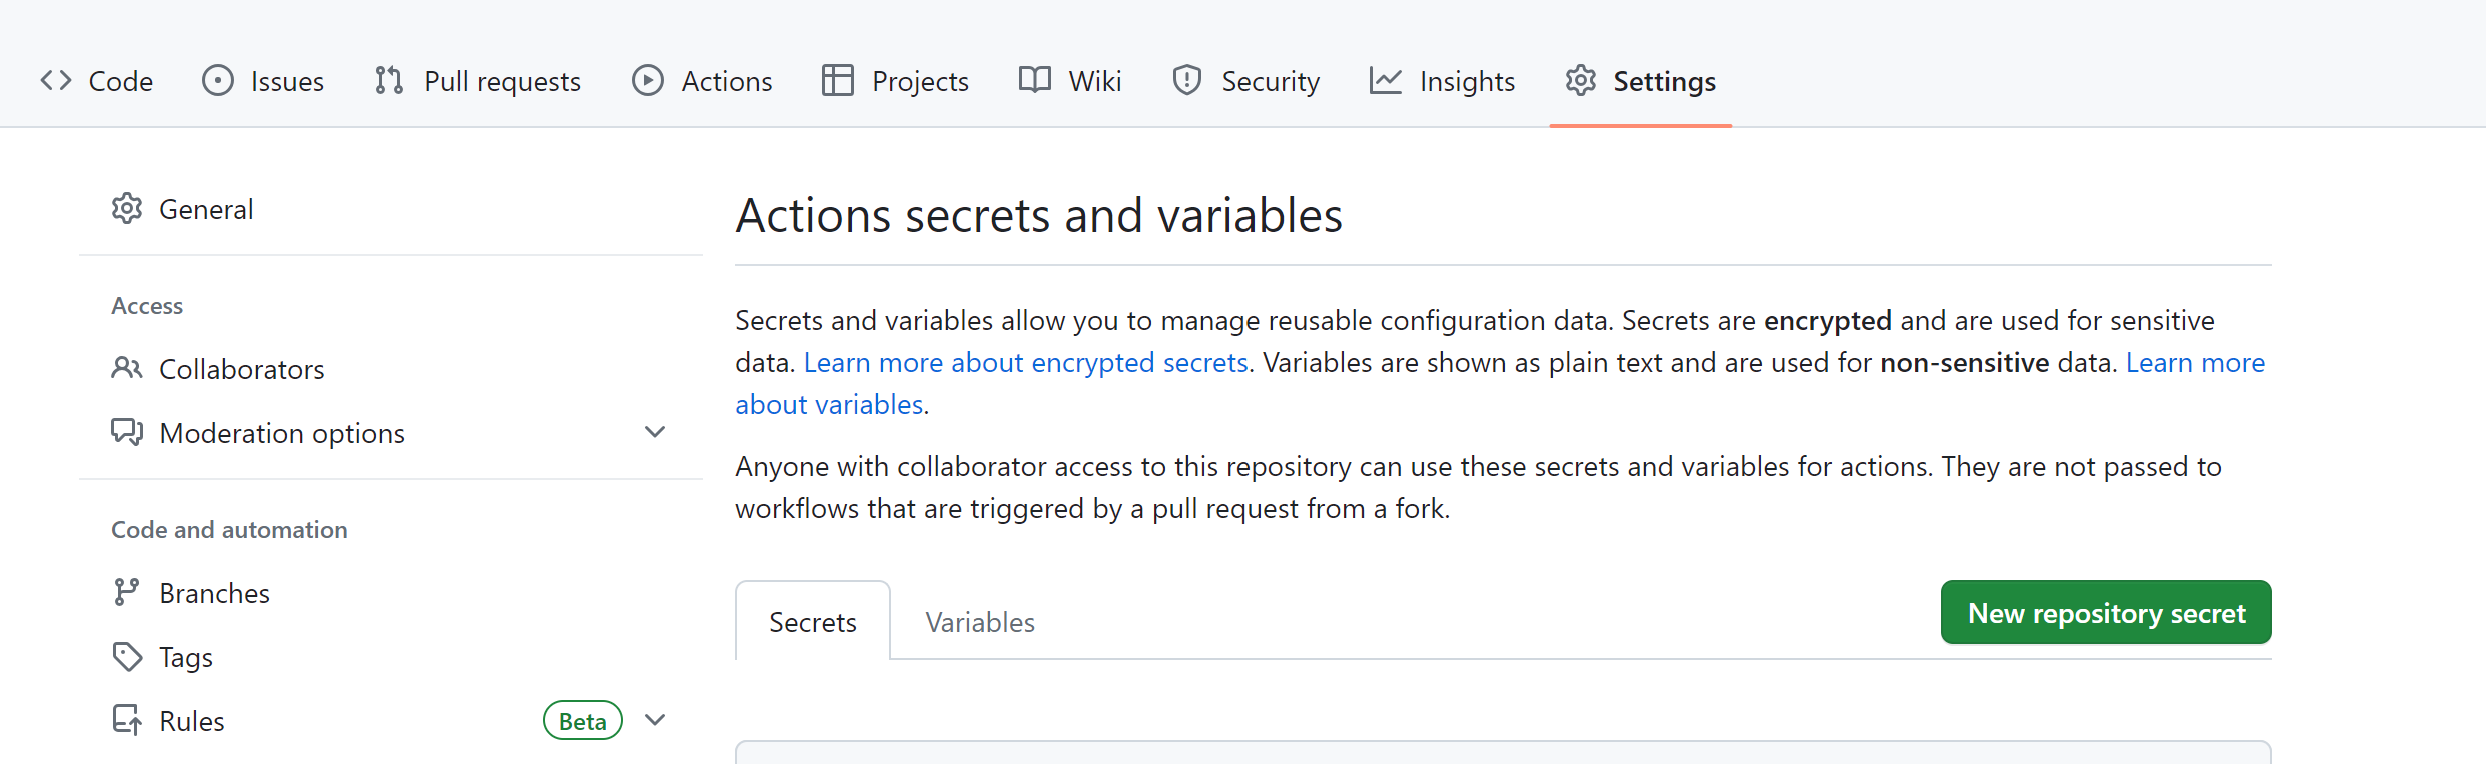 Code Issues Pull requests Actions Projects Wiki Security Insights Settings
General
Access
Collaborators
Moderation options
Code and automation
Branches
Tags
Rules Beta
Actions secrets and variables
Secrets and variables allow you to manage reusable configuration data. Secrets are encrypted and are used for sensitive
data. Learn more about encrypted secrets. Variables are shown as plain text and are used for non-sensitive data. Learn more
about variables.
Anyone with collaborator access to this repository can use these secrets and variables for actions. They are not passed to
workflows that are triggered by a pull request from a fork.
Secrets Variables New repository secret